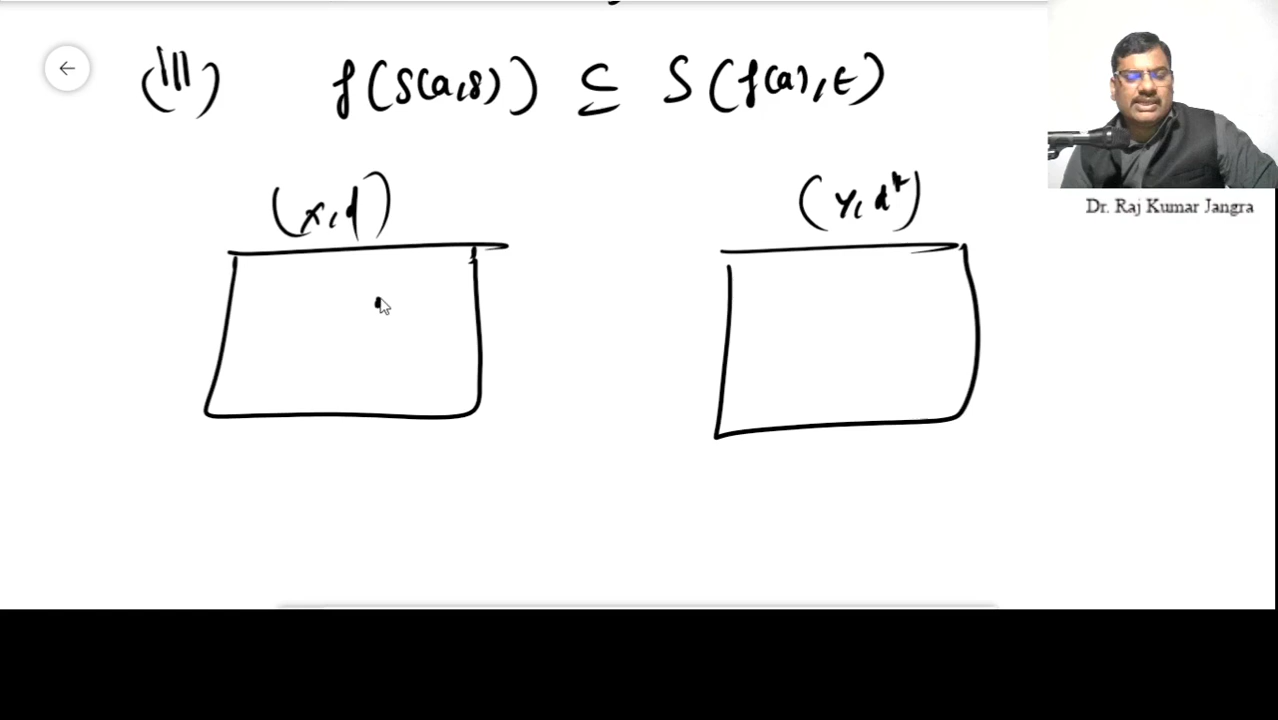 (III) f(S(a,δ)) ⊆ S(f(a),ε)
(X,d) (Y,d*)
Dr. Raj Kumar Jangra